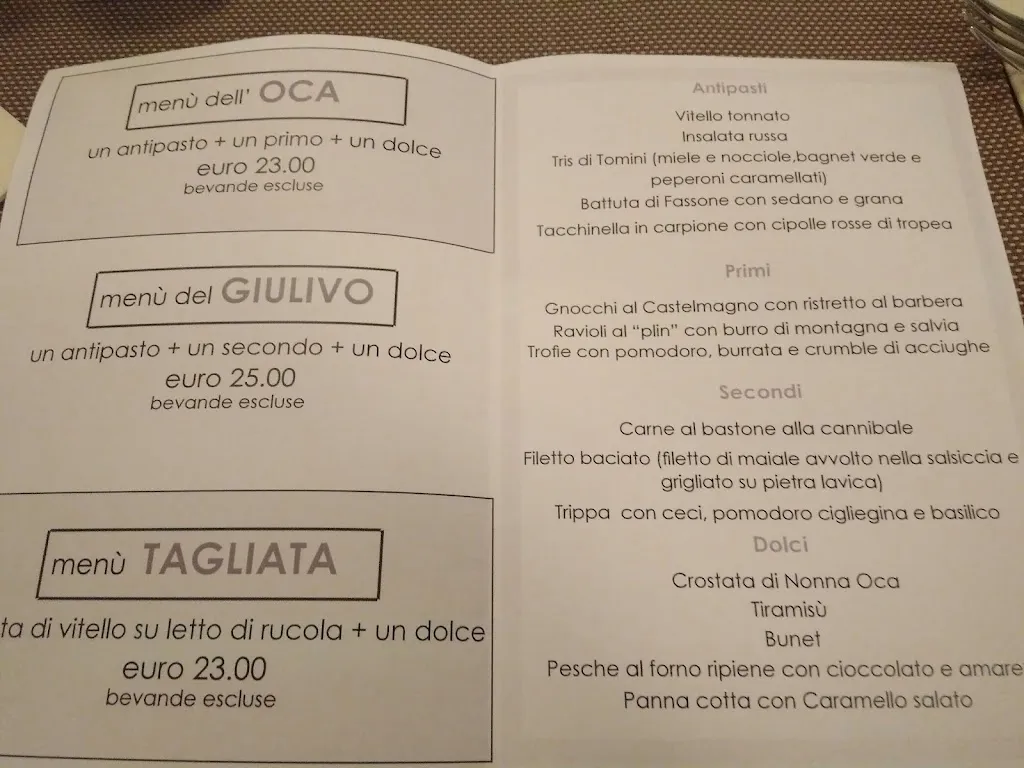 menù dell' OCA
un antipasto + un primo + un dolce
euro 23.00
bevande escluse
menù del GIULIVO
un antipasto + un secondo + un dolce
euro 25.00
bevande escluse
menù TAGLIATA
di vitello su letto di rucola + un dolce
euro 23.00
bevande escluse
Antipasti
Vitello tonnato
Insalata russa
Tris di Tomini (miele e nocciole,bagnet verde e
peperoni caramellati)
Battuta di Fassone con sedano e grana
Tacchinella in carpione con cipolle rosse di tropea
Primi
Gnocchi al Castelmagno con ristretto al barbera
Ravioli al "plin" con burro di montagna e salvia
Trofie con pomodoro, burrata e crumble di acciughe
Secondi
Carne al bastone alla cannibale
Filetto baciato (filetto di maiale avvolto nella salsiccia e
grigliato su pietra lavica)
Trippa con ceci, pomodoro cigliegina e basilico
Dolci
Crostata di Nonna Oca
Tiramisù
Bunet
Pesche al forno ripiene con cioccolato e
Panna cotta con Caramello salato